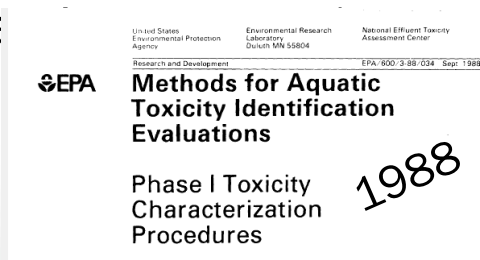 United States
Environmental Protection
Agency
Environmental Research
Laboratory
Duluth MN 55804
National Effluent Toxicity
Assessment Center
Research and Development
EPA/600/3-88/034 Sept 1988
EPA
Methods for Aquatic
Toxicity Identification
Evaluations
Phase I Toxicity
Characterization
Procedures
1988